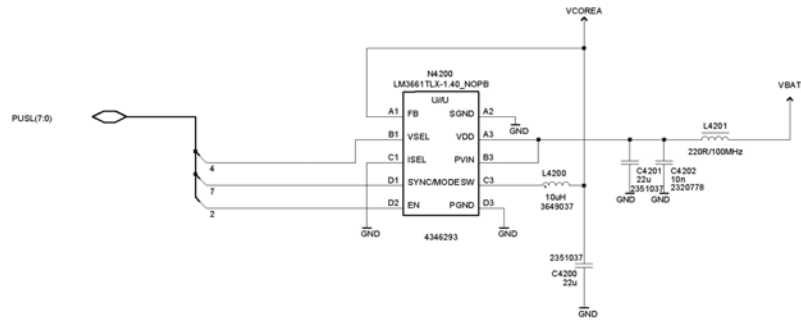 VCOREA
N4200
LM3661TLX-1.40_NOPB
U//U
VBAT
PUSL(7:0)
A1 FB SGND A2
GND
B1 VSEL VDD A3
L4201
220R/100MHz
4
C1 ISEL PVIN B3
C4201
22u
2351037
GND
C4202
10n
2320778
GND
7
D1 SYNC/MODE SW C3
L4200
10uH
3649037
2
D2 EN PGND D3
GND
GND
4346293
2351037
C4200
22u
GND